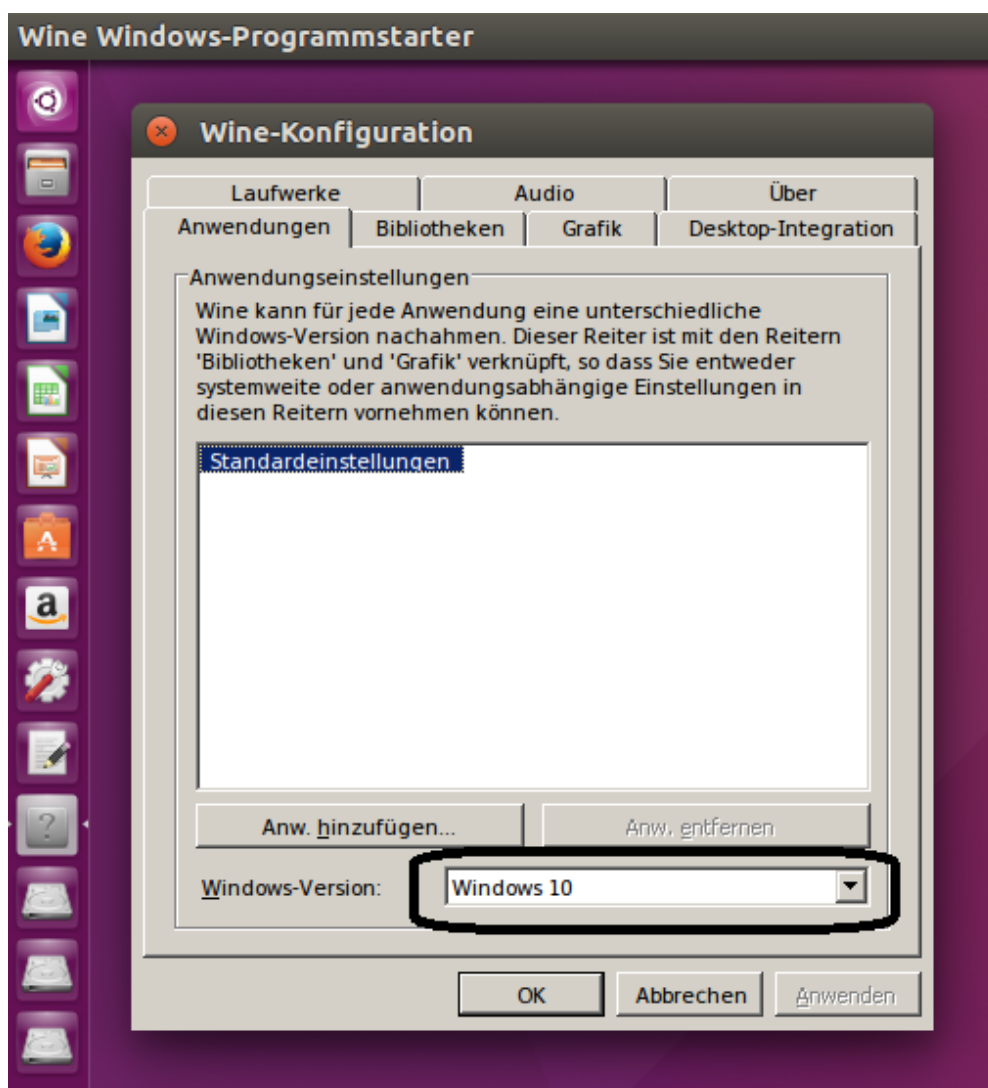 Wine Windows-Programmstarter
Wine-Konfiguration
Laufwerke
Audio
Über
Anwendungen
Bibliotheken
Grafik
Desktop-Integration
Anwendungseinstellungen
Wine kann für jede Anwendung eine unterschiedliche
Windows-Version nachahmen. Dieser Reiter ist mit den Reitern
'Bibliotheken' und 'Grafik' verknüpft, so dass Sie entweder
systemweite oder anwendungsabhängige Einstellungen in
diesen Reitern vornehmen können.
Standardeinstellungen
Anw. hinzufügen...
Anw. entfernen
Windows-Version:
Windows 10
OK
Abbrechen
Anwenden